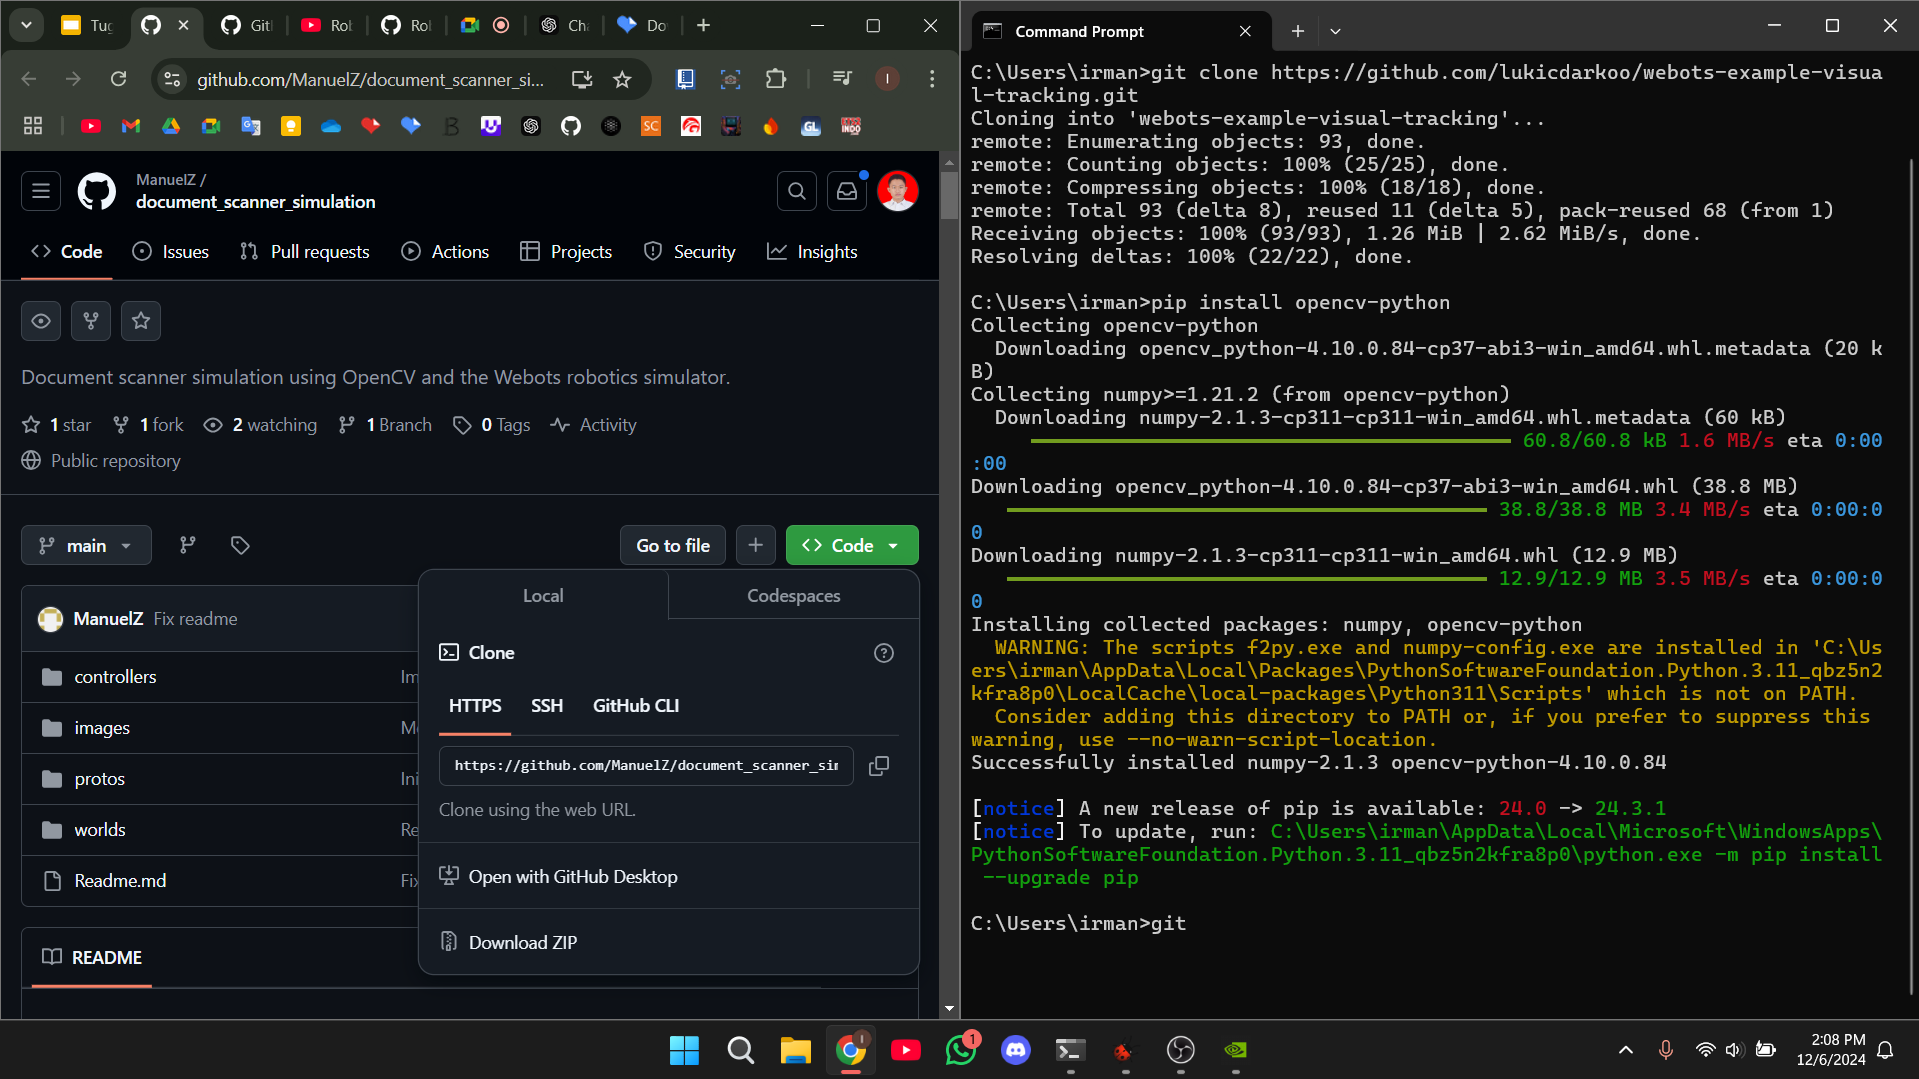 Tug
Git
Rob
Rol
Cha
Do
github.com/ManuelZ/document_scanner_si...
I
ManuelZ /
document_scanner_simulation
Code
Issues
Pull requests
Actions
Projects
Security
Insights
Document scanner simulation using OpenCV and the Webots robotics simulator.
1 star
1 fork
2 watching
1 Branch
0 Tags
Activity
Public repository
main
Go to file
Code
Local
Codespaces
ManuelZ Fix readme
Clone
HTTPS
SSH
GitHub CLI
controllers
Im
images
Mo
https://github.com/ManuelZ/document_scanner_sim
Clone using the web URL.
protos
Ini
worlds
Re
Open with GitHub Desktop
Readme.md
Fix
Download ZIP
README
Command Prompt
C:\Users\irman>git clone https://github.com/lukicdarkoo/webots-example-visua
l-tracking.git
Cloning into 'webots-example-visual-tracking'...
remote: Enumerating objects: 93, done.
remote: Counting objects: 100% (25/25), done.
remote: Compressing objects: 100% (18/18), done.
remote: Total 93 (delta 8), reused 11 (delta 5), pack-reused 68 (from 1)
Receiving objects: 100% (93/93), 1.26 MiB | 2.62 MiB/s, done.
Resolving deltas: 100% (22/22), done.
C:\Users\irman>pip install opencv-python
Collecting opencv-python
Downloading opencv_python-4.10.0.84-cp37-abi3-win_amd64.whl.metadata (20 k
B)
Collecting numpy>=1.21.2 (from opencv-python)
Downloading numpy-2.1.3-cp311-cp311-win_amd64.whl.metadata (60 kB)
60.8/60.8 kB 1.6 MB/s eta 0:00
:00
Downloading opencv_python-4.10.0.84-cp37-abi3-win_amd64.whl (38.8 MB)
38.8/38.8 MB 3.4 MB/s eta 0:00:0
0
Downloading numpy-2.1.3-cp311-cp311-win_amd64.whl (12.9 MB)
12.9/12.9 MB 3.5 MB/s eta 0:00:0
0
Installing collected packages: numpy, opencv-python
WARNING: The scripts f2py.exe and numpy-config.exe are installed in 'C:\Us
ers\irman\AppData\Local\Packages\PythonSoftwareFoundation.Python.3.11_qbz5n2
kfra8p0\LocalCache\local-packages\Python311\Scripts' which is not on PATH.
Consider adding this directory to PATH or, if you prefer to suppress this
warning, use --no-warn-script-location.
Successfully installed numpy-2.1.3 opencv-python-4.10.0.84
[notice] A new release of pip is available: 24.0 -> 24.3.1
[notice] To update, run: C:\Users\irman\AppData\Local\Microsoft\WindowsApps\
PythonSoftwareFoundation.Python.3.11_qbz5n2kfra8p0\python.exe -m pip install
--upgrade pip
C:\Users\irman>git
1
2:08 PM
12/6/2024